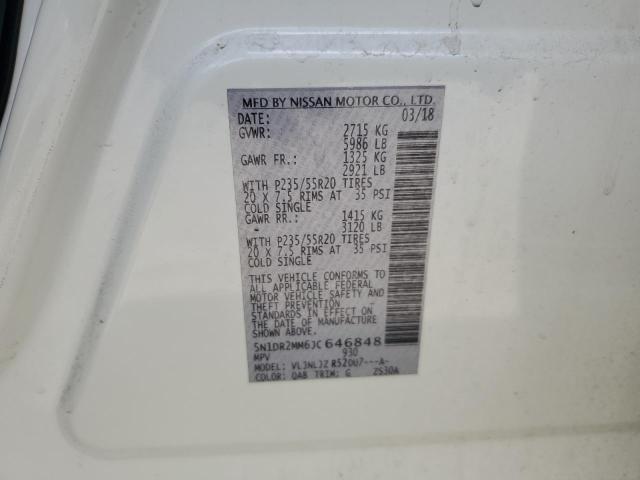 MFD BY NISSAN MOTOR CO., LTD.
DATE: 03/18
GVWR: 2715 KG
5986 LB
GAWR FR.: 1325 KG
2921 LB
WITH P235/55R20 TIRES
20 X 7.5 RIMS AT 35 PSI
COLD SINGLE
GAWR RR.: 1415 KG
- 3120 LB
WITH P235/55R20 TIRES
20 X 7.5 RIMS AT 35 PSI
COLD SINGLE
THIS VEHICLE CONFORMS TO
ALL APPLICABLE FEDERAL
MOTOR VEHICLE SAFETY AND
THEFT PREVENTION
STANDARDS IN EFFECT ON
THE DATE OF MANUFACTURE
SHOWN ABOVE.
5N1DR2MM6JC646848
MPV 930
MODEL: VL3NLJZ R520U7---A-
COLOR: QAB TRIM: G ZS30A